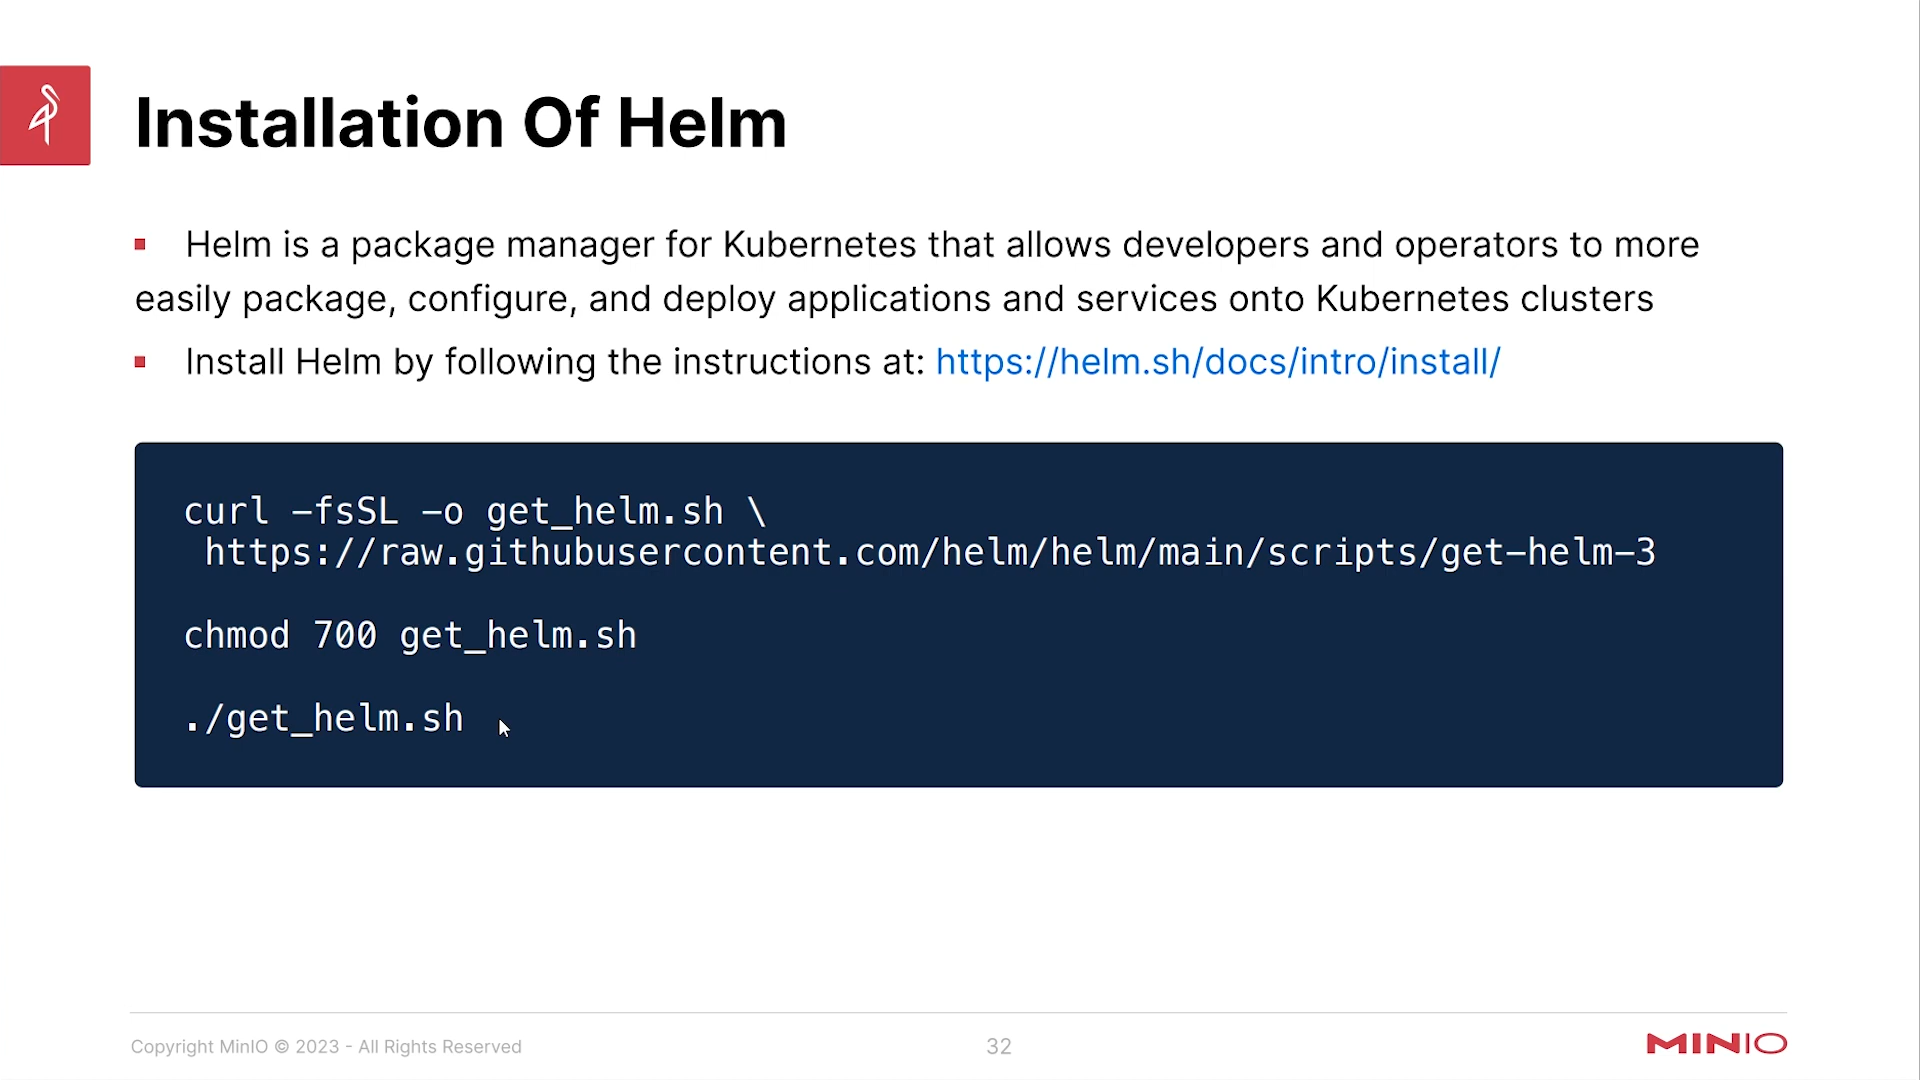 Installation Of Helm
▪ Helm is a package manager for Kubernetes that allows developers and operators to more
easily package, configure, and deploy applications and services onto Kubernetes clusters
▪ Install Helm by following the instructions at: https://helm.sh/docs/intro/install/
curl -fsSL -o get_helm.sh \
https://raw.githubusercontent.com/helm/helm/main/scripts/get-helm-3
chmod 700 get_helm.sh
./get_helm.sh
Copyright MinIO © 2023 - All Rights Reserved
32
MINIO